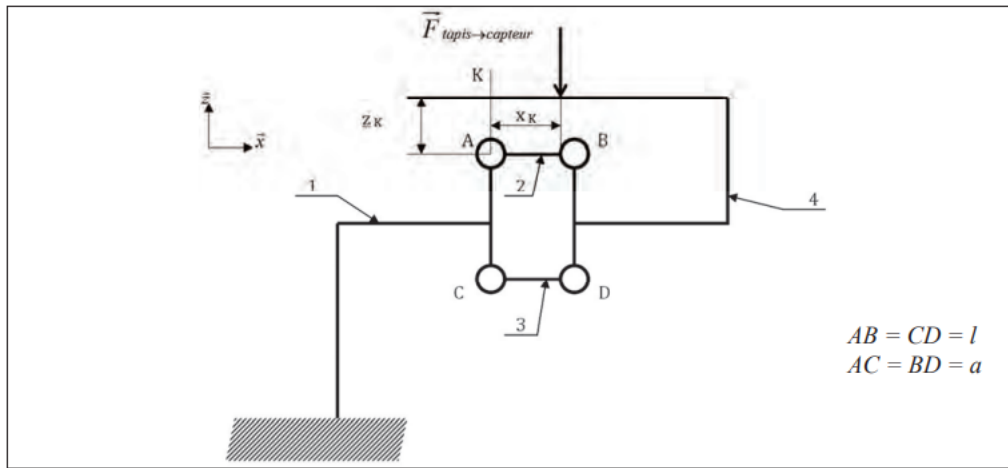 F tapis→capteur
K
z
x
z K
x K
A
B
2
1
4
C
D
3
AB = CD = l
AC = BD = a